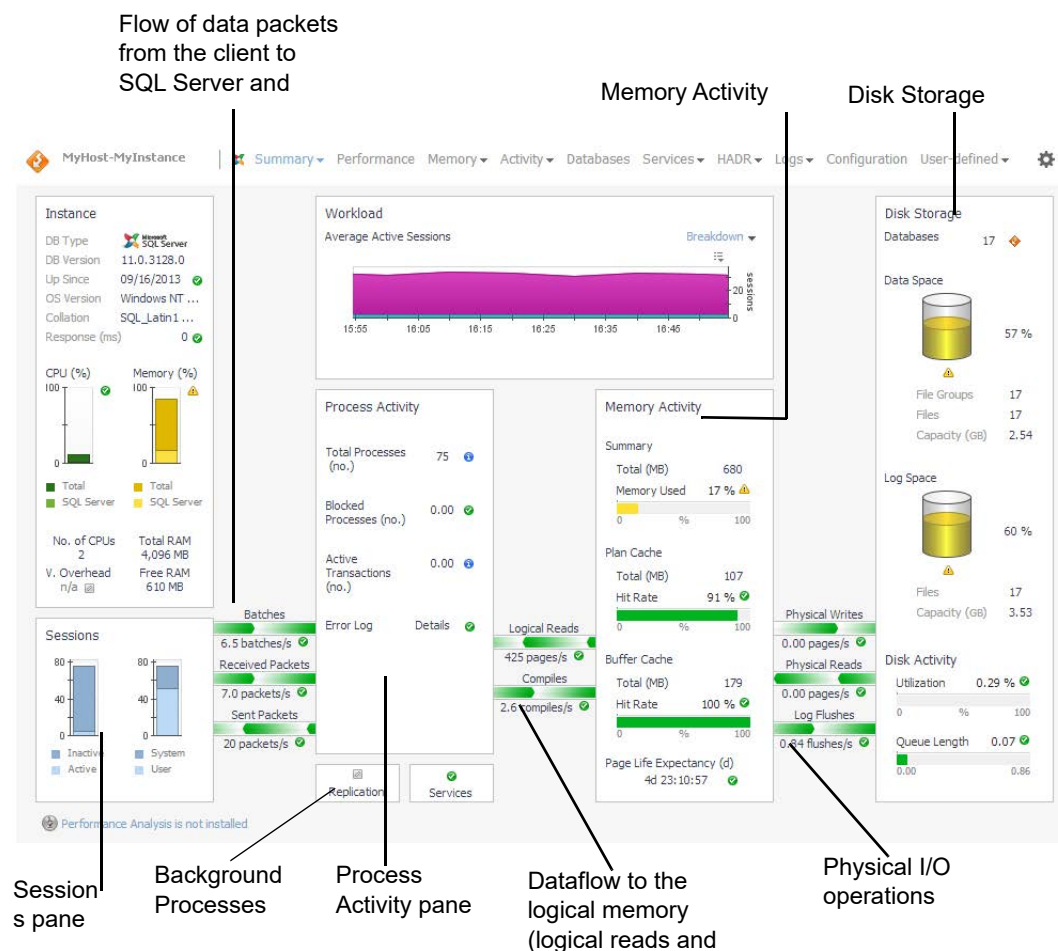 Flow of data packets
from the client to
SQL Server and
Memory Activity
Disk Storage
MyHost-MyInstance
Summary Performance Memory Activity Databases Services HADR Logs Configuration User-defined
Instance
DB Type Microsoft SQL Server
DB Version 11.0.3128.0
Up Since 09/16/2013
OS Version Windows NT ...
Collation SQL_Latin1 ...
Response (ms) 0
CPU (%) Memory (%)
100 100
0 0
Total Total
SQL Server SQL Server
No. of CPUs Total RAM
2 4,096 MB
V. Overhead Free RAM
n/a 610 MB
Sessions
80 80
40 40
0 0
Inactive System
Active User
Batches
6.5 batches/s
Received Packets
7.0 packets/s
Sent Packets
20 packets/s
Workload
Average Active Sessions Breakdown
20
0
sessions
15:55 16:05 16:15 16:25 16:35 16:45
Process Activity
Total Processes (no.) 75
Blocked Processes (no.) 0.00
Active Transactions (no.) 0.00
Error Log Details
Replication
Services
Logical Reads
425 pages/s
Compiles
2.6 compiles/s
Memory Activity
Summary
Total (MB) 680
Memory Used 17 %
0 % 100
Plan Cache
Total (MB) 107
Hit Rate 91 %
0 % 100
Buffer Cache
Total (MB) 179
Hit Rate 100 %
0 % 100
Page Life Expectancy (d)
4d 23:10:57
Physical Writes
0.00 pages/s
Physical Reads
0.00 pages/s
Log Flushes
0.84 flushes/s
Disk Storage
Databases 17
Data Space
57 %
File Groups 17
Files 17
Capacity (GB) 2.54
Log Space
60 %
Files 17
Capacity (GB) 3.53
Disk Activity
Utilization 0.29 %
0 % 100
Queue Length 0.07
0.00 0.86
Performance Analysis is not installed
Session
s pane
Background
Processes
Process
Activity pane
Dataflow to the
logical memory
(logical reads and
Physical I/O
operations